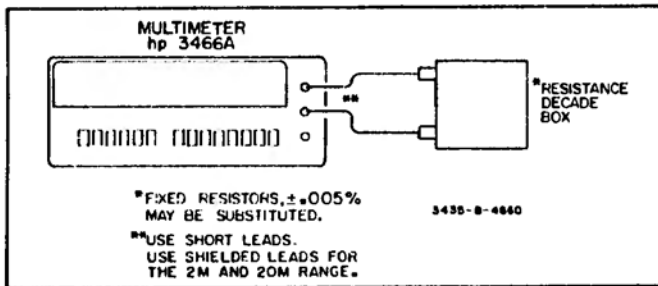 MULTIMETER
hp 3466A
*RESISTANCE
DECADE
BOX
**
*FIXED RESISTORS, ±.005%
MAY BE SUBSTITUTED.
3435-B-4660
**USE SHORT LEADS.
USE SHIELDED LEADS FOR
THE 2M AND 20M RANGE.